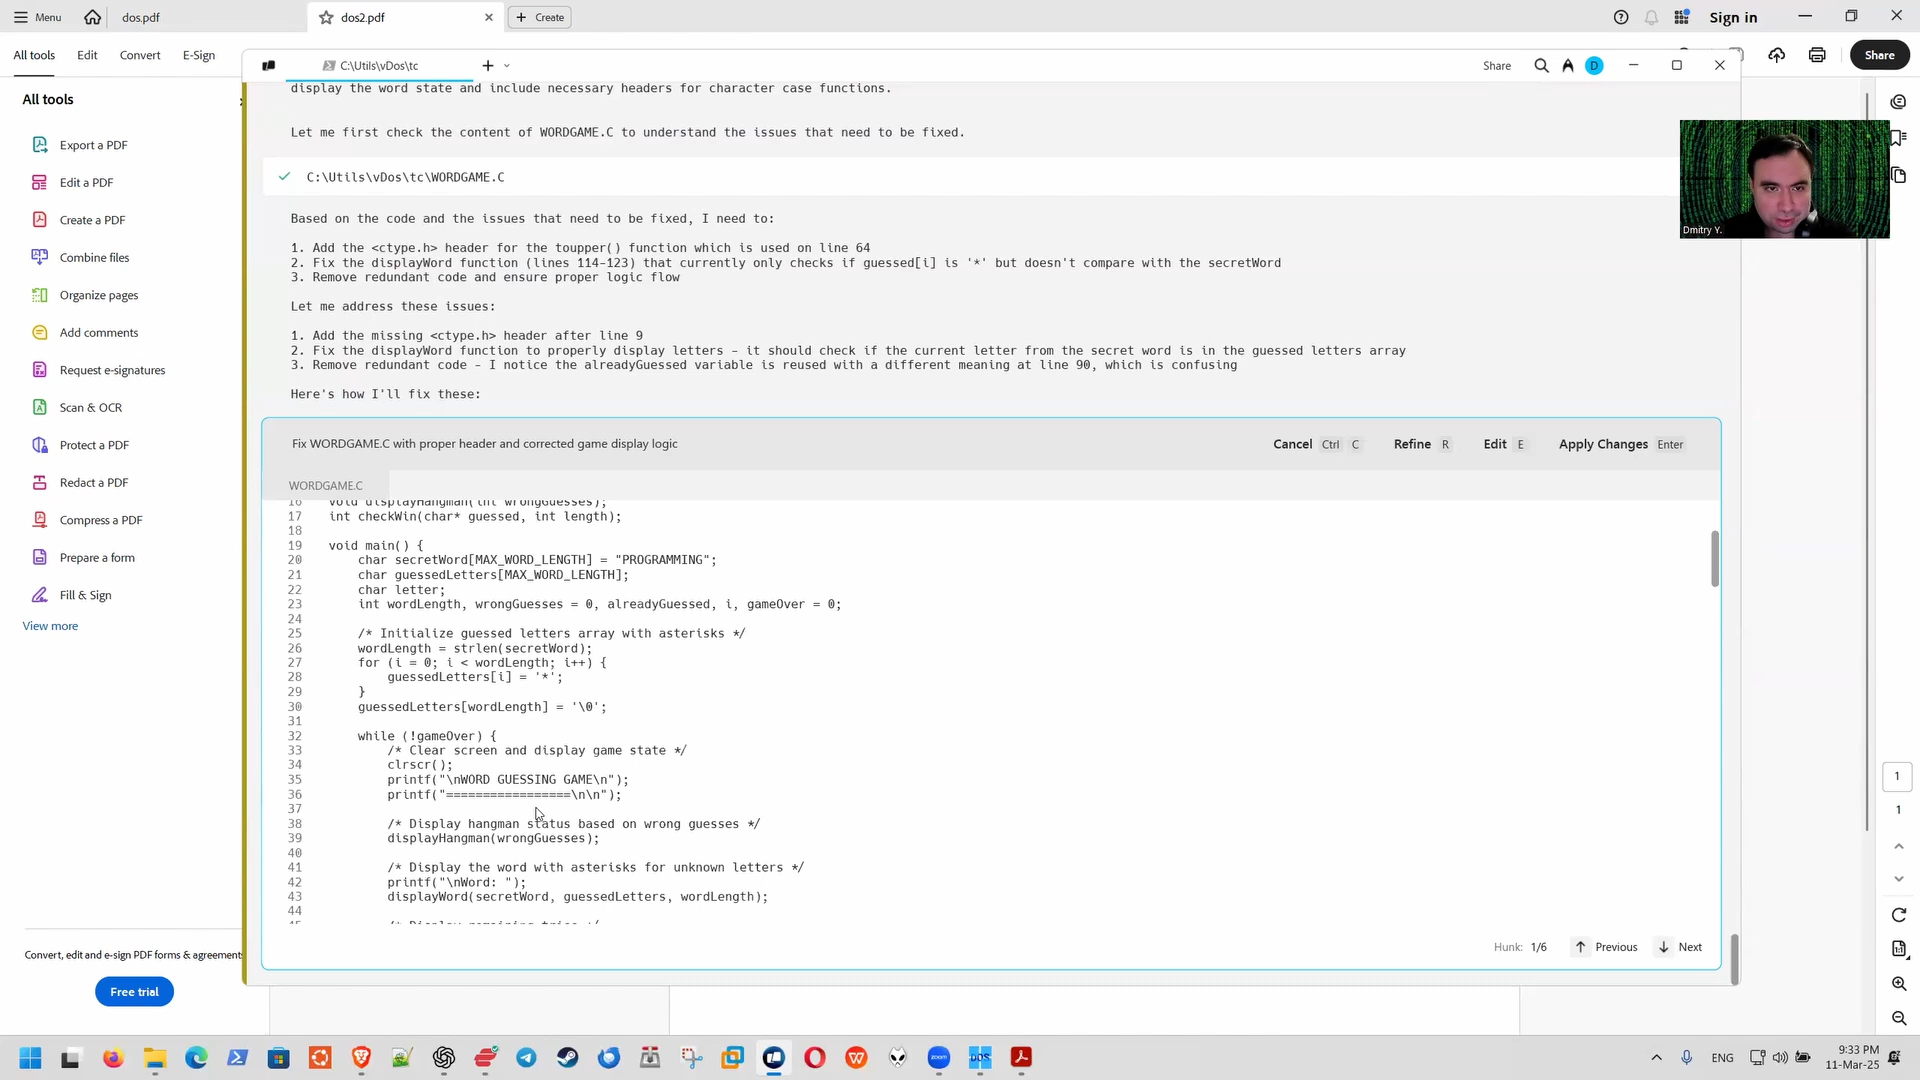 Menu
dos.pdf
dos2.pdf
Create
Sign in
All tools
Edit
Convert
E-Sign
Share
C:\Utils\vDos\tc
Share
D
All tools
Export a PDF
Edit a PDF
Create a PDF
Combine files
Organize pages
Add comments
Request e-signatures
Scan & OCR
Protect a PDF
Redact a PDF
Compress a PDF
Prepare a form
Fill & Sign
View more
Convert, edit and e-sign PDF forms & agreements
Free trial
display the word state and include necessary headers for character case functions.
Let me first check the content of WORDGAME.C to understand the issues that need to be fixed.
C:\Utils\vDos\tc\WORDGAME.C
Based on the code and the issues that need to be fixed, I need to:
1. Add the <ctype.h> header for the toupper() function which is used on line 64
2. Fix the displayWord function (lines 114-123) that currently only checks if guessed[i] is '*' but doesn't compare with the secretWord
3. Remove redundant code and ensure proper logic flow
Let me address these issues:
1. Add the missing <ctype.h> header after line 9
2. Fix the displayWord function to properly display letters - it should check if the current letter from the secret word is in the guessed letters array
3. Remove redundant code - I notice the alreadyGuessed variable is reused with a different meaning at line 90, which is confusing
Here's how I'll fix these:
Fix WORDGAME.C with proper header and corrected game display logic
Cancel Ctrl C Refine R Edit E Apply Changes Enter
WORDGAME.C
16 void displayHangman(int wrongGuesses);
17 int checkWin(char* guessed, int length);
18
19 void main() {
20 char secretWord[MAX_WORD_LENGTH] = "PROGRAMMING";
21 char guessedLetters[MAX_WORD_LENGTH];
22 char letter;
23 int wordLength, wrongGuesses = 0, alreadyGuessed, i, gameOver = 0;
24
25 /* Initialize guessed letters array with asterisks */
26 wordLength = strlen(secretWord);
27 for (i = 0; i < wordLength; i++) {
28 guessedLetters[i] = '*';
29 }
30 guessedLetters[wordLength] = '\0';
31
32 while (!gameOver) {
33 /* Clear screen and display game state */
34 clrscr();
35 printf("\nWORD GUESSING GAME\n");
36 printf("=================\n\n");
37
38 /* Display hangman status based on wrong guesses */
39 displayHangman(wrongGuesses);
40
41 /* Display the word with asterisks for unknown letters */
42 printf("\nWord: ");
43 displayWord(secretWord, guessedLetters, wordLength);
44
45 /* Display remaining tries */
Hunk: 1/6 Previous Next
Dmitry Y.
1
1
ENG
9:33 PM
11-Mar-25